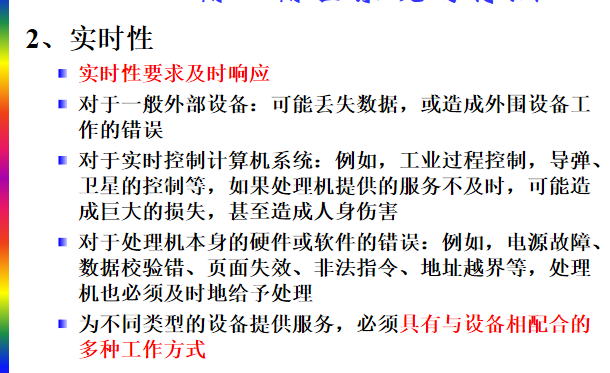 2、实时性
实时性要求及时响应
对于一般外部设备：可能丢失数据，或造成外围设备工
作的错误
对于实时控制计算机系统：例如，工业过程控制，导弹、
卫星的控制等，如果处理机提供的服务不及时，可能造
成巨大的损失，甚至造成人身伤害
对于处理机本身的硬件或软件的错误：例如，电源故障、
数据校验错、页面失效、非法指令、地址越界等，处理
机也必须及时地给予处理
为不同类型的设备提供服务，必须具有与设备相配合的
多种工作方式